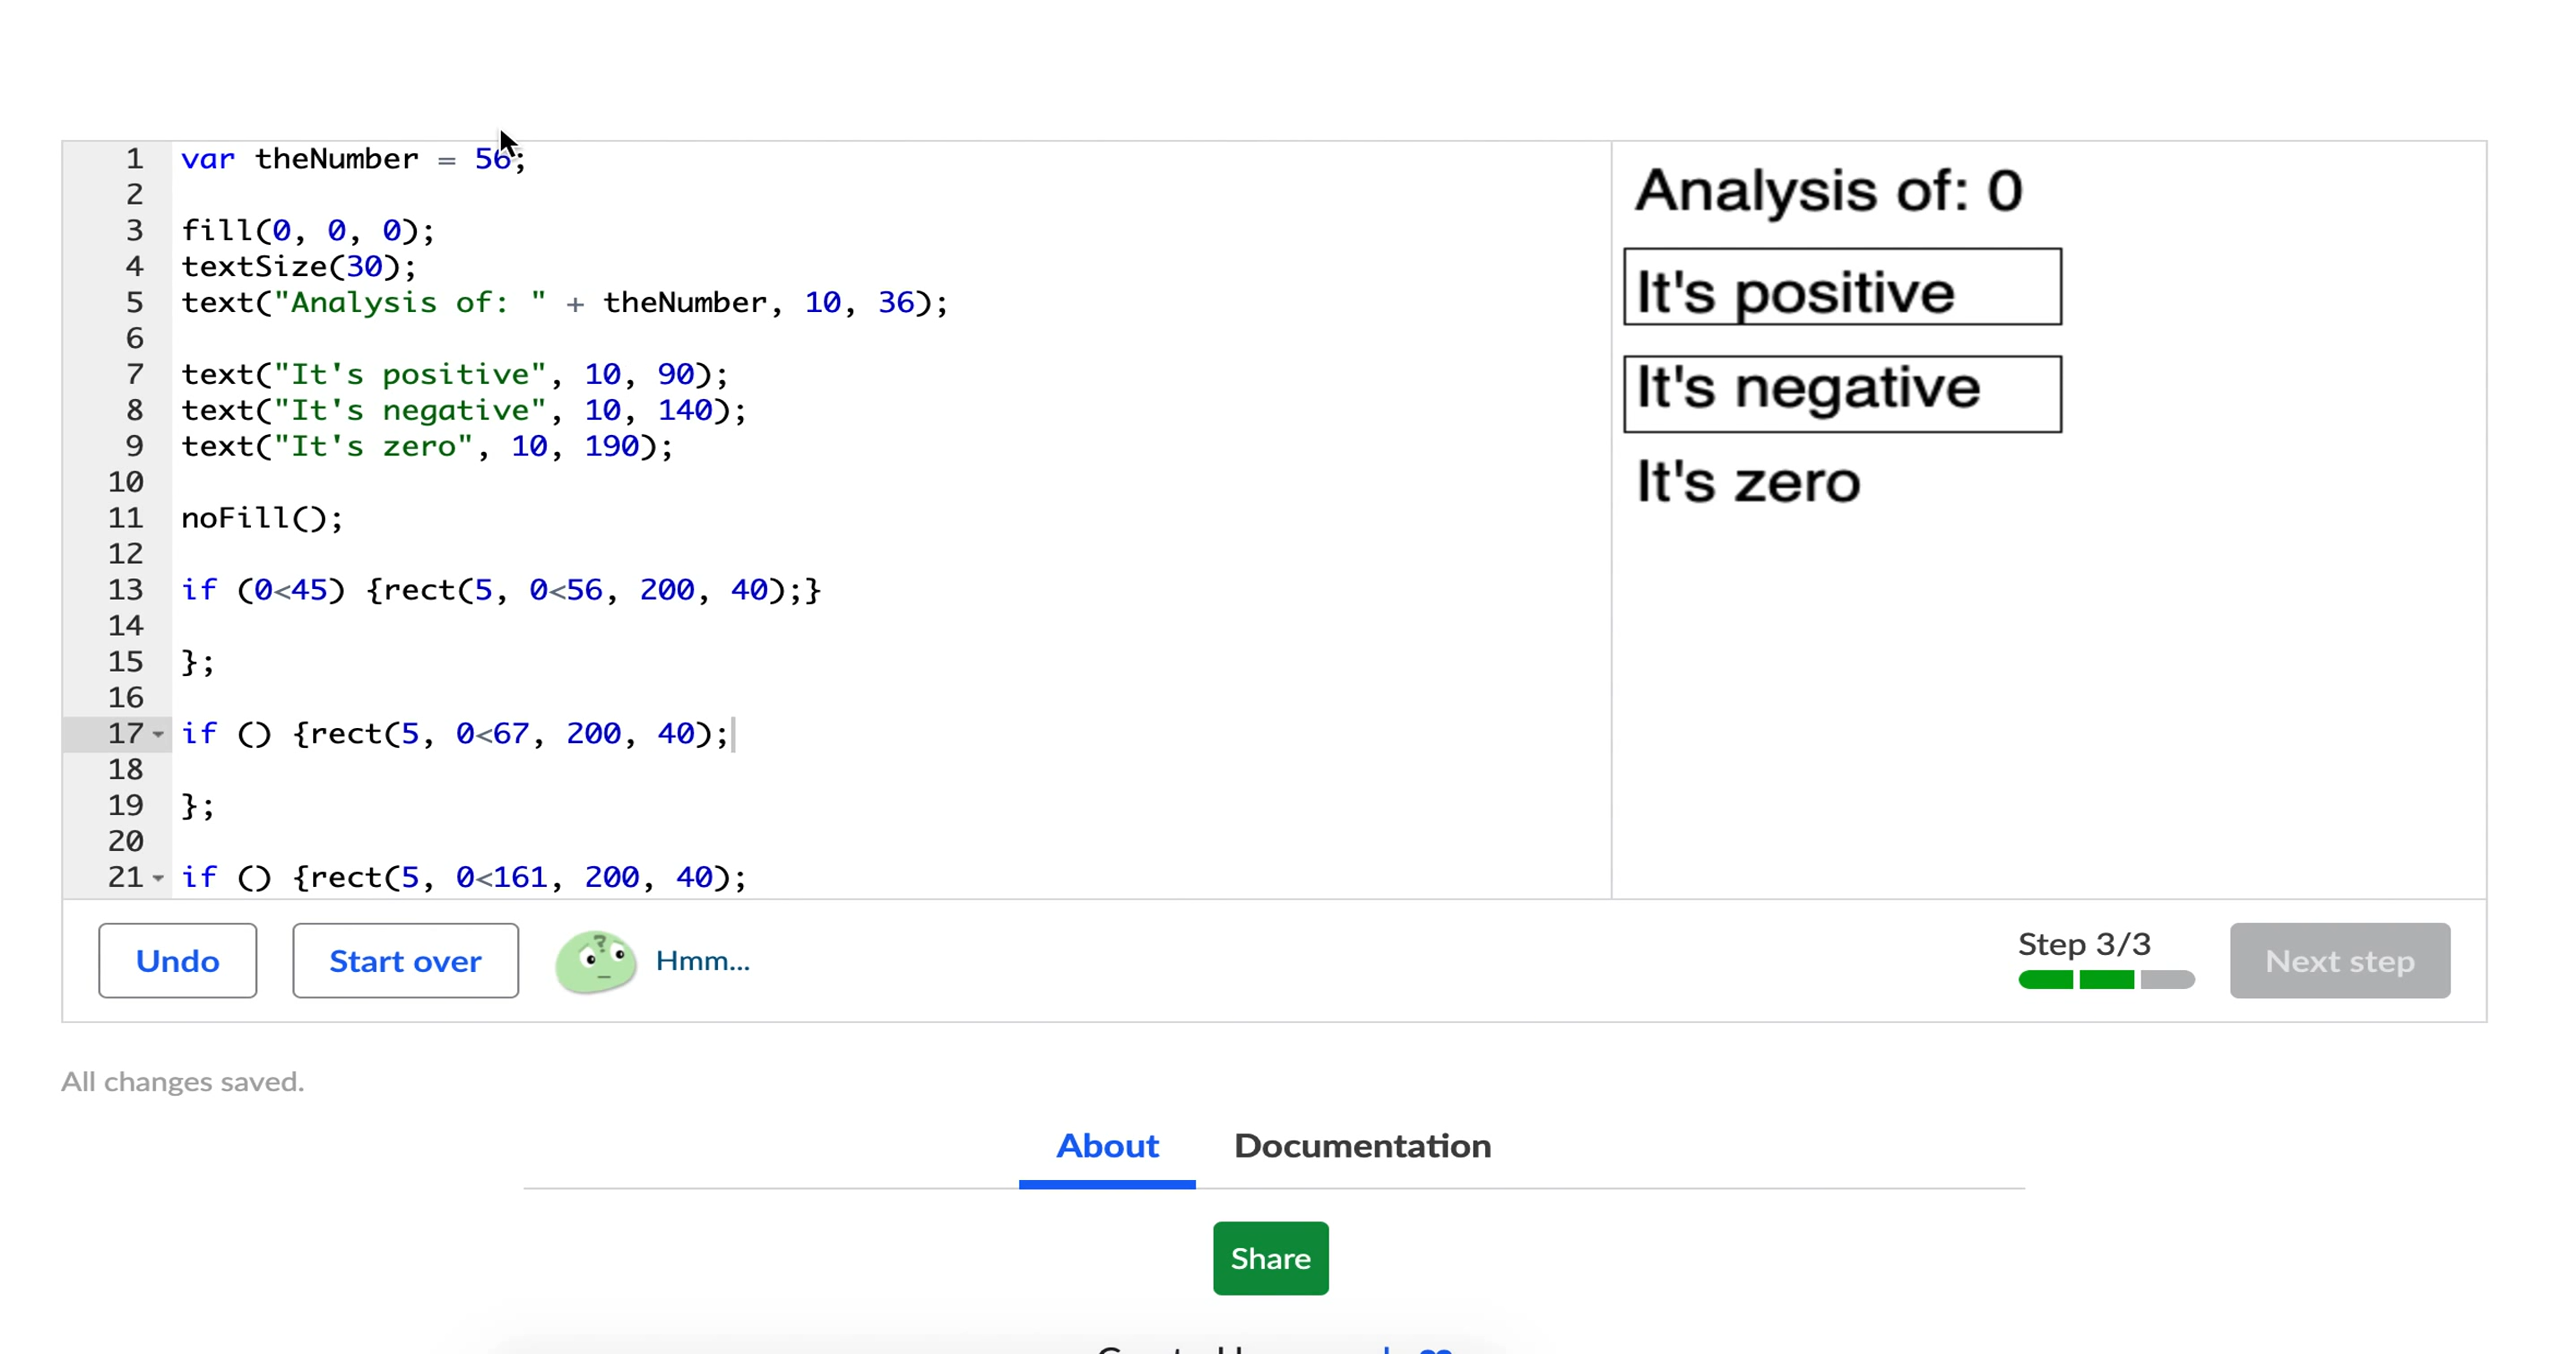 1 var theNumber = 56;
2
3 fill(0, 0, 0);
4 textSize(30);
5 text("Analysis of: " + theNumber, 10, 36);
6
7 text("It's positive", 10, 90);
8 text("It's negative", 10, 140);
9 text("It's zero", 10, 190);
10
11 noFill();
12
13 if (0<45) {rect(5, 0<56, 200, 40);}
14
15 };
16
17 if () {rect(5, 0<67, 200, 40);
18
19 };
20
21 if () {rect(5, 0<161, 200, 40);
Analysis of: 0
It's positive
It's negative
It's zero
Undo
Start over
?
Hmm...
Step 3/3
Next step
All changes saved.
About
Documentation
Share